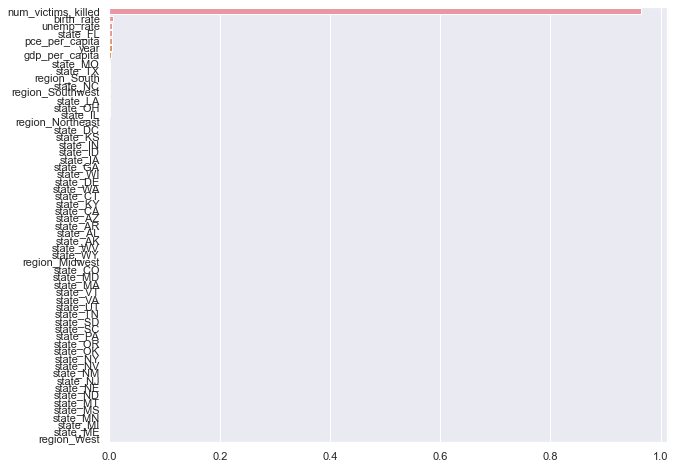 num_victims_killed
birth_rate
unemp_rate
state_FL
pce_per_capita
year
gdp_per_capita
state_MO
state_TX
region_South
state_NC
region_Southwest
state_LA
state_OH
state_IL
region_Northeast
state_DC
state_KS
state_IN
state_ID
state_IA
state_GA
state_WI
state_DE
state_WA
state_CT
state_KY
state_CA
state_AZ
state_AR
state_AL
state_AK
state_WV
state_WY
region_Midwest
state_CO
state_MD
state_MA
state_VT
state_VA
state_UT
state_TN
state_SD
state_SC
state_PA
state_OR
state_OK
state_NY
state_NV
state_NM
state_NJ
state_NE
state_ND
state_MT
state_MS
state_MN
state_MI
state_ME
region_West
0.0 0.2 0.4 0.6 0.8 1.0